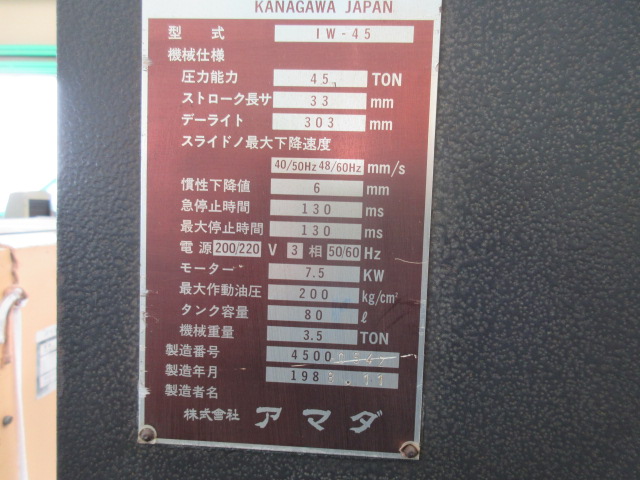 KANAGAWA JAPAN
型式 IW-45
機械仕様
圧力能力 45 TON
ストローク長サ 33 mm
デーライト 303 mm
スライドノ最大下降速度
40/50Hz 48/60Hz mm/s
慣性下降値 6 mm
急停止時間 130 ms
最大停止時間 130 ms
電源 200/220 V 3 相 50/60 Hz
モーター 7.5 KW
最大作動油圧 200 kg/cm²
タンク容量 80 ℓ
機械重量 3.5 TON
製造番号 4500
製造年月 198
製造者名
株式會社 アマダ